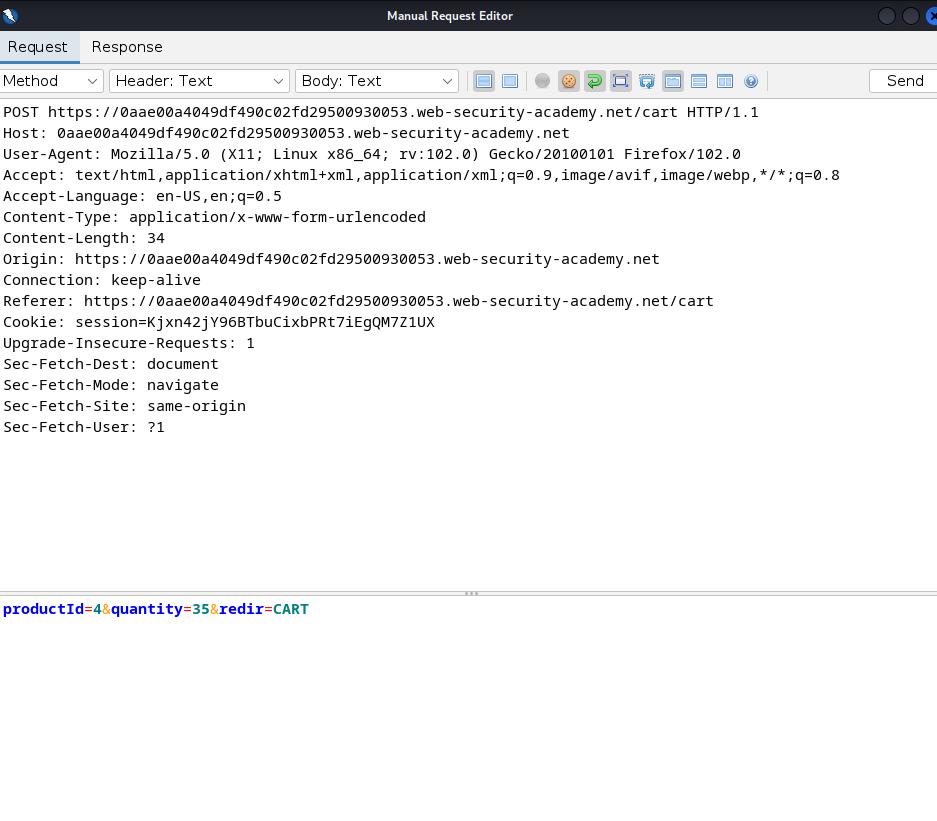 Manual Request Editor
Request Response
Method Header: Text Body: Text Send
POST https://0aae00a4049df490c02fd29500930053.web-security-academy.net/cart HTTP/1.1
Host: 0aae00a4049df490c02fd29500930053.web-security-academy.net
User-Agent: Mozilla/5.0 (X11; Linux x86_64; rv:102.0) Gecko/20100101 Firefox/102.0
Accept: text/html,application/xhtml+xml,application/xml;q=0.9,image/avif,image/webp,*/*;q=0.8
Accept-Language: en-US,en;q=0.5
Content-Type: application/x-www-form-urlencoded
Content-Length: 34
Origin: https://0aae00a4049df490c02fd29500930053.web-security-academy.net
Connection: keep-alive
Referer: https://0aae00a4049df490c02fd29500930053.web-security-academy.net/cart
Cookie: session=Kjxn42jY96BTbuCixbPRt7iEgQM7Z1UX
Upgrade-Insecure-Requests: 1
Sec-Fetch-Dest: document
Sec-Fetch-Mode: navigate
Sec-Fetch-Site: same-origin
Sec-Fetch-User: ?1
productId=4&quantity=35&redir=CART